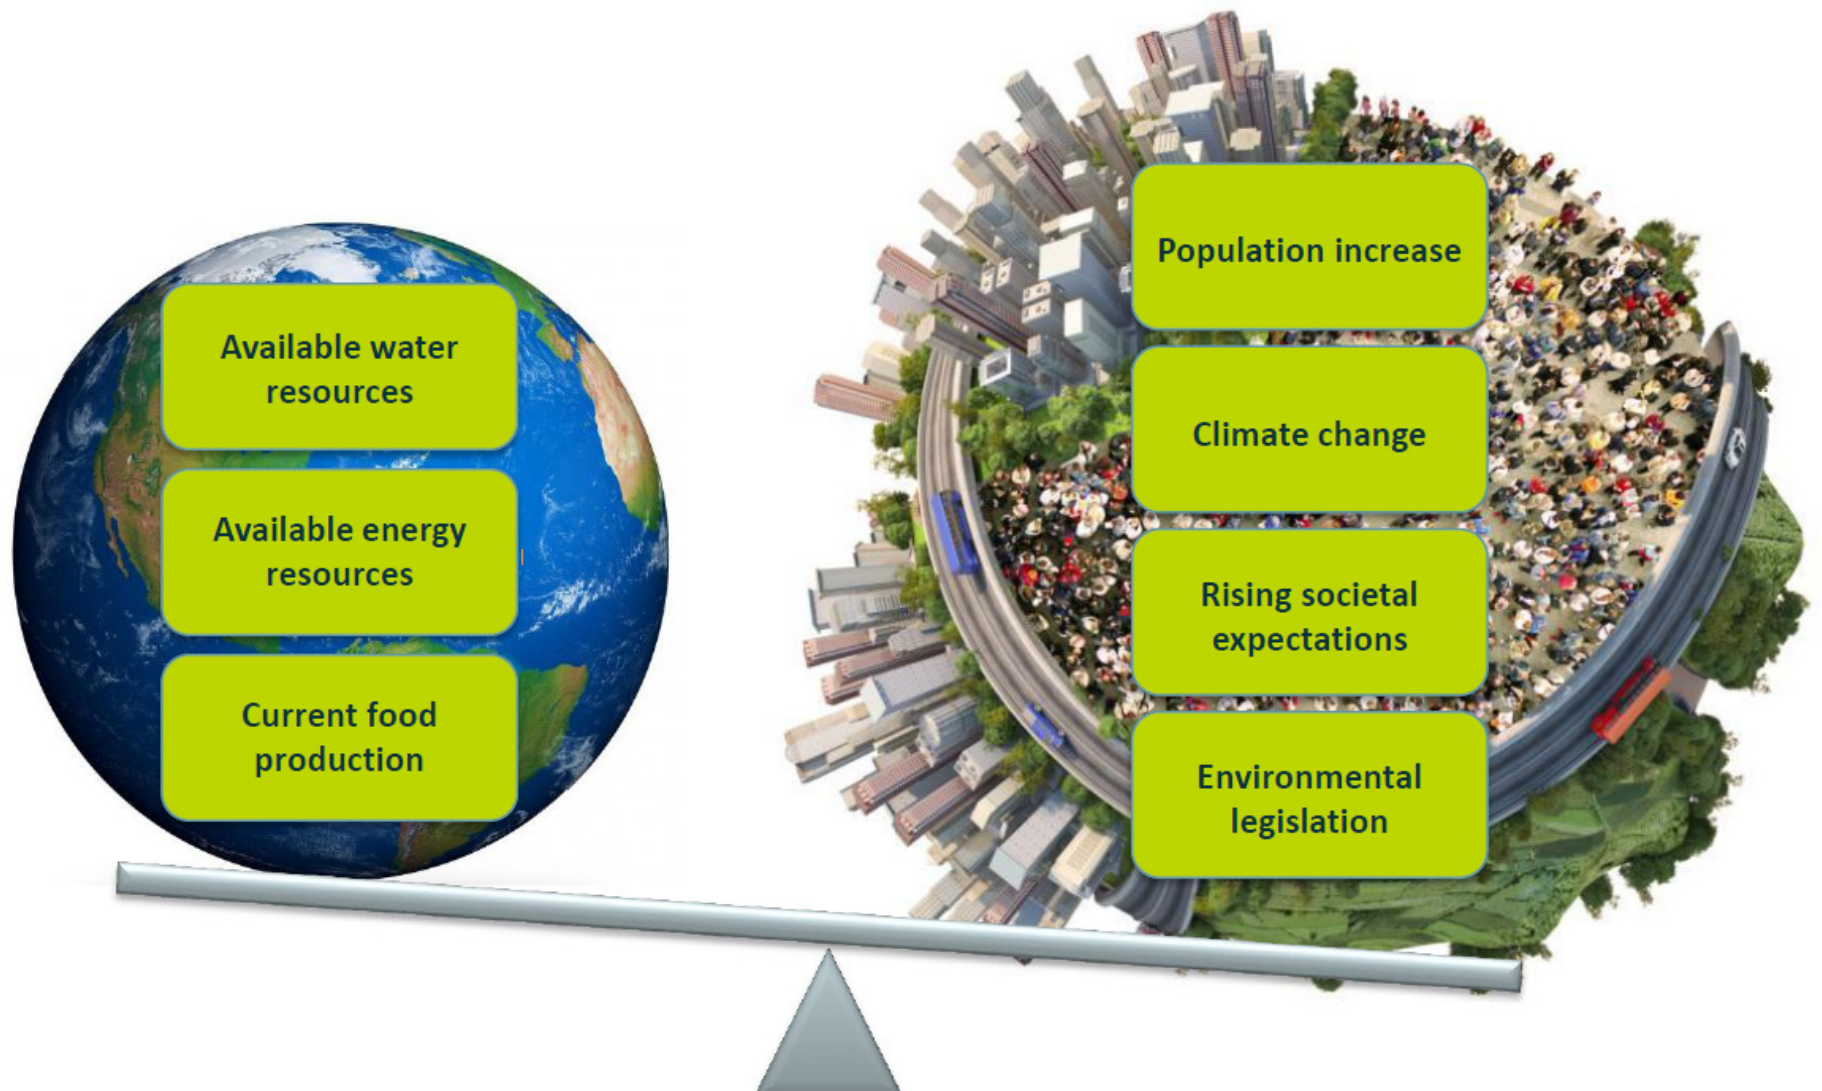 Available water
resources
Available energy
resources
Current food
production
Population increase
Climate change
Rising societal
expectations
Environmental
legislation